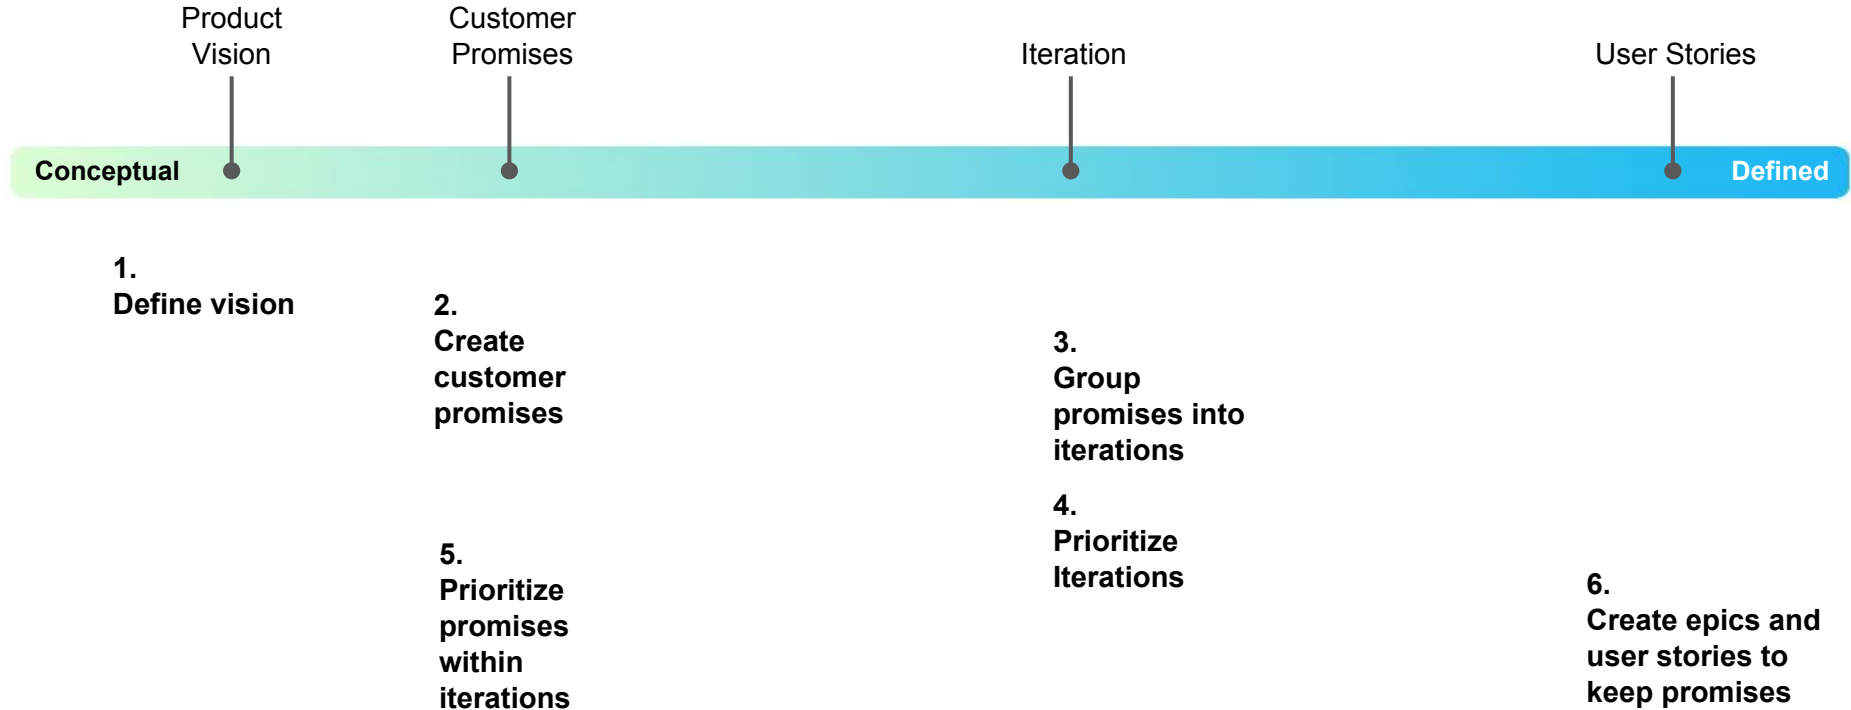 Product
Vision
Customer
Promises
Iteration
User Stories
Conceptual
Defined
1.
Define vision
2.
Create
customer
promises
3.
Group
promises into
iterations
4.
Prioritize
Iterations
5.
Prioritize
promises
within
iterations
6.
Create epics and
user stories to
keep promises